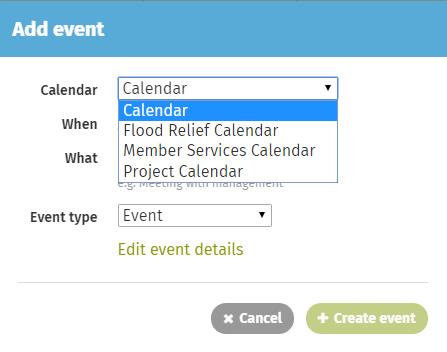 Add event
Calendar Calendar
Calendar
When Flood Relief Calendar
What Member Services Calendar
Project Calendar
e.g. Meeting with management
Event type Event
Edit event details
Cancel Create event